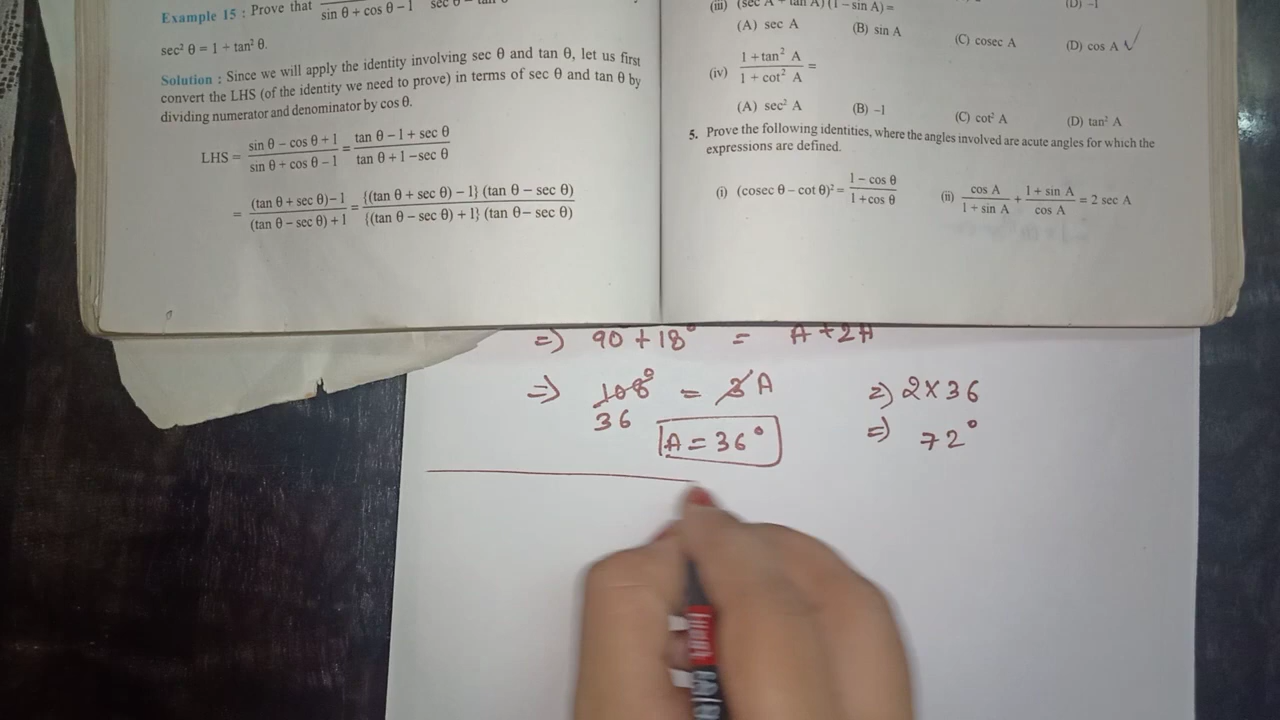 Example 15 : Prove that sin θ + cos θ – 1
sec² θ = 1 + tan² θ.
Solution : Since we will apply the identity involving sec θ and tan θ, let us first
convert the LHS (of the identity we need to prove) in terms of sec θ and tan θ by
dividing numerator and denominator by cos θ.
LHS = (sin θ – cos θ + 1)/(sin θ + cos θ – 1) = (tan θ – 1 + sec θ)/(tan θ + 1 – sec θ)
= ((tan θ + sec θ) – 1)/((tan θ – sec θ) + 1) = ({(tan θ + sec θ) – 1} (tan θ – sec θ))/({(tan θ – sec θ) + 1} (tan θ – sec θ))
(iii) (sec A + tan A) (1 – sin A) =
(A) sec A (B) sin A (C) cosec A (D) cos A ✓
(iv) (1 + tan² A)/(1 + cot² A) =
(A) sec² A (B) –1 (C) cot² A (D) tan² A
5. Prove the following identities, where the angles involved are acute angles for which the
expressions are defined.
(i) (cosec θ – cot θ)² = (1 – cos θ)/(1 + cos θ) (ii) cos A/(1 + sin A) + (1 + sin A)/cos A = 2 sec A
=) 90 + 18° = A + 2A
=) 108° = 3A =) 2 × 36
36
A = 36° =) 72°